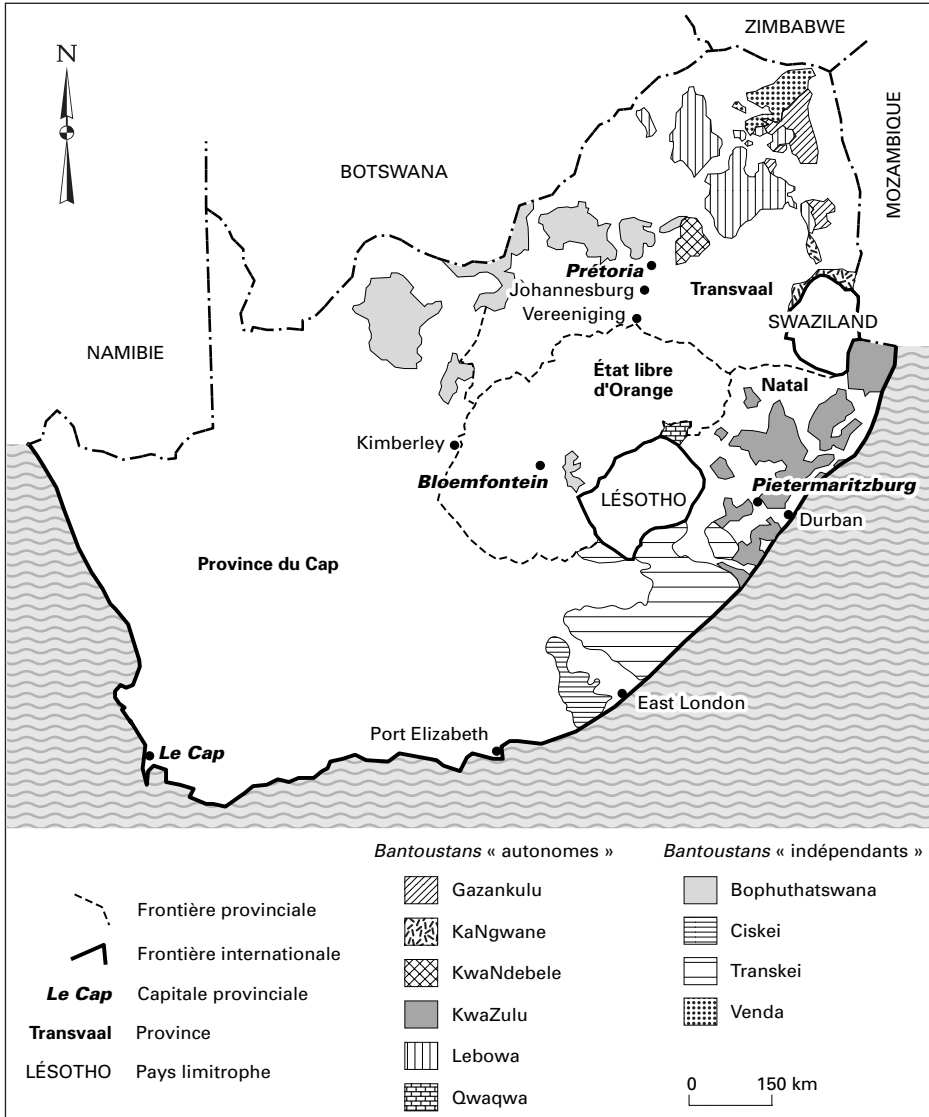 ZIMBABWE
N
MOZAMBIQUE
BOTSWANA
Prétoria
Johannesburg
Transvaal
Vereeniging
SWAZILAND
NAMIBIE
État libre
d'Orange
Natal
Kimberley
Bloemfontein
Pietermaritzburg
LÉSOTHO
Durban
Province du Cap
East London
Port Elizabeth
Le Cap
Frontière provinciale
Frontière internationale
Le Cap Capitale provinciale
Transvaal Province
LÉSOTHO Pays limitrophe
Bantoustans « autonomes »
Gazankulu
KaNgwane
KwaNdebele
KwaZulu
Lebowa
Qwaqwa
Bantoustans « indépendants »
Bophuthatswana
Ciskei
Transkei
Venda
0 150 km